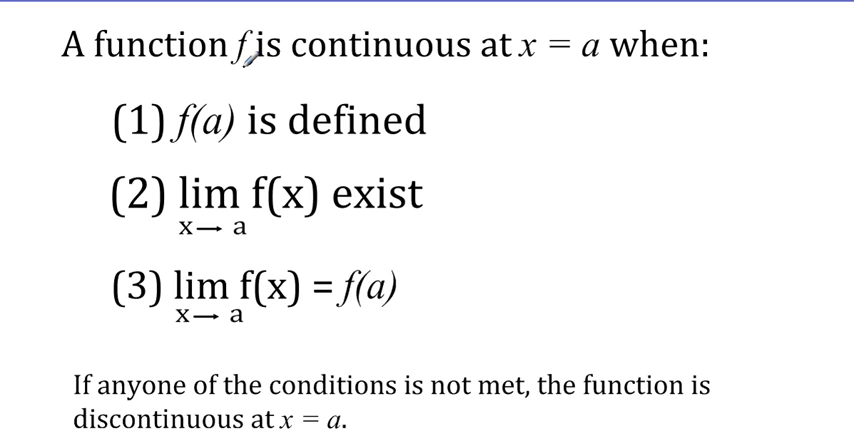 A function f is continuous at x = a when:
(1) f(a) is defined
(2) lim f(x) exist
x→ a
(3) lim f(x) = f(a)
x→ a
If anyone of the conditions is not met, the function is
discontinuous at x = a.